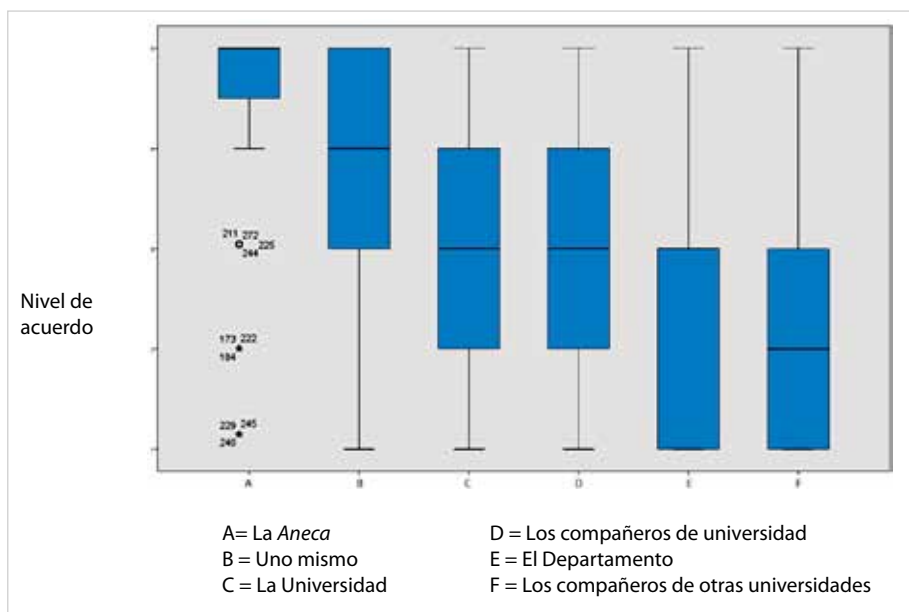 211 272
225
244
173 222
184
229 245
Nivel de
acuerdo
A B C D E F
A= La Aneca
B = Uno mismo
C = La Universidad
D = Los compañeros de universidad
E = El Departamento
F = Los compañeros de otras universidades